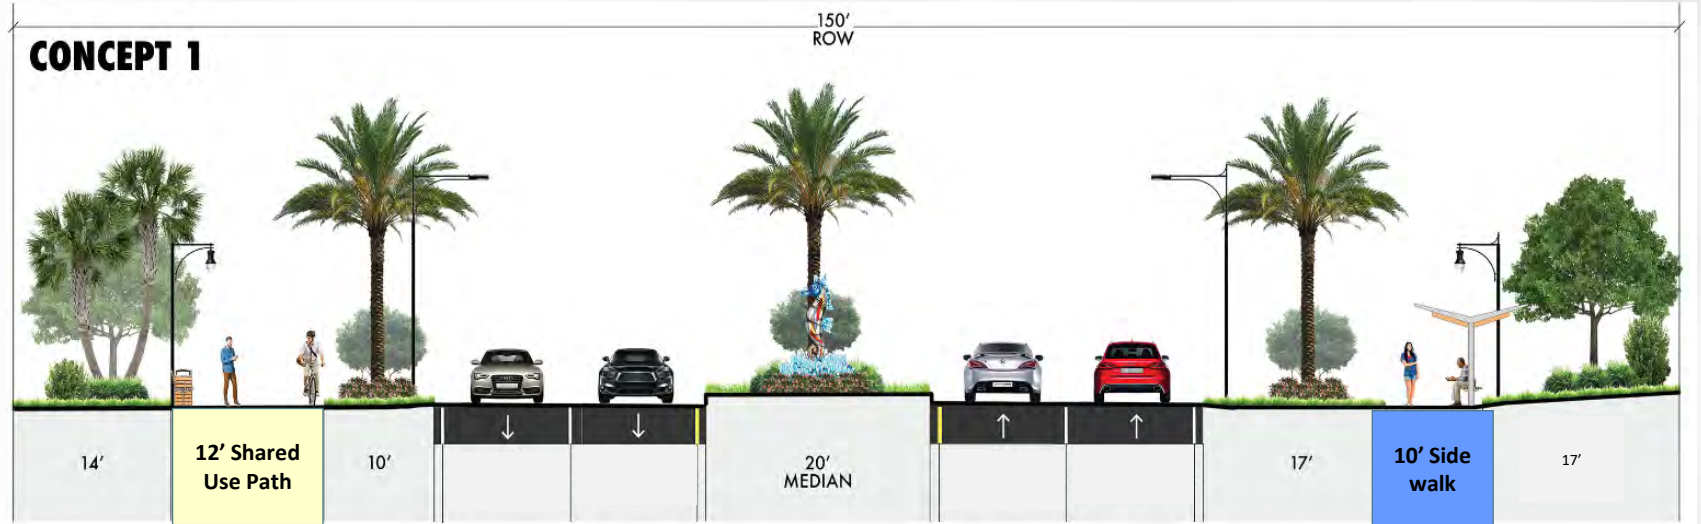 150’
ROW
CONCEPT 1
14’
12’ Shared
Use Path
10’
20’
MEDIAN
17’
10’ Side
walk
17’